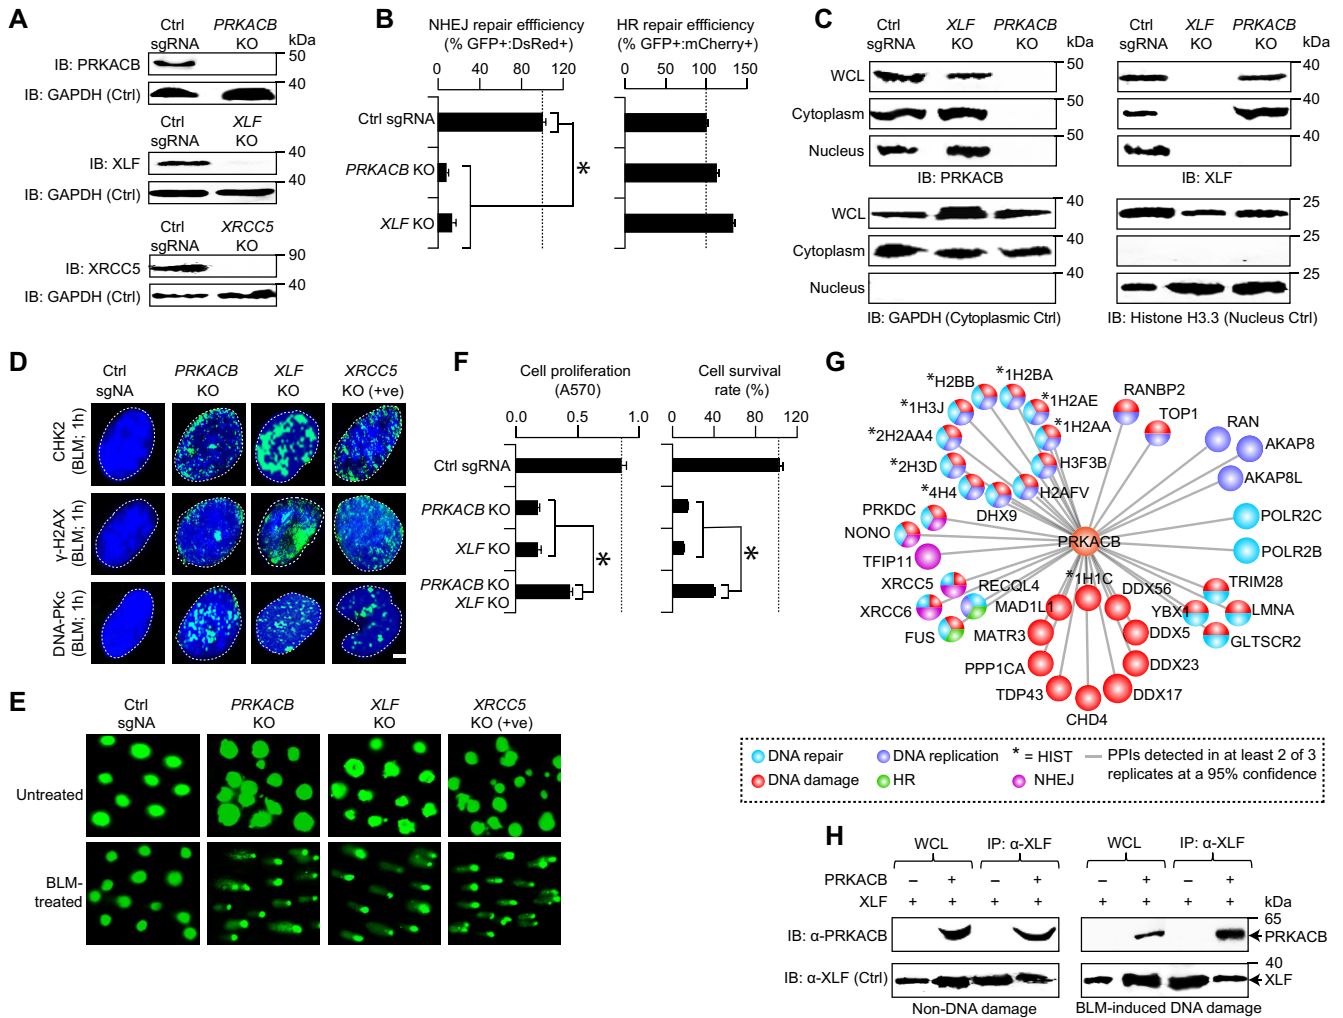 A
Ctrl sgRNA
PRKACB KO
kDa
IB: PRKACB
50
IB: GAPDH (Ctrl)
40
Ctrl sgRNA
XLF KO
IB: XLF
40
IB: GAPDH (Ctrl)
40
Ctrl sgRNA
XRCC5 KO
IB: XRCC5
90
IB: GAPDH (Ctrl)
40
B
NHEJ repair effficiency
(% GFP+:DsRed+)
0 40 80 120
HR repair effficiency
(% GFP+:mCherry+)
0 50 100 150
Ctrl sgRNA
PRKACB KO
XLF KO
*
C
Ctrl sgRNA
XLF KO
PRKACB KO
kDa
Ctrl sgRNA
XLF KO
PRKACB KO
kDa
WCL
50
40
Cytoplasm
50
40
Nucleus
50
40
IB: PRKACB
IB: XLF
WCL
40
25
Cytoplasm
40
25
Nucleus
40
25
IB: GAPDH (Cytoplasmic Ctrl)
IB: Histone H3.3 (Nucleus Ctrl)
D
Ctrl sgNA
PRKACB KO
XLF KO
XRCC5 KO (+ve)
CHK2 (BLM; 1h)
γ-H2AX (BLM; 1h)
DNA-PKc (BLM; 1h)
E
Ctrl sgNA
PRKACB KO
XLF KO
XRCC5 KO (+ve)
Untreated
BLM-
treated
F
Cell proliferation
(A570)
0.0 0.5 1.0
Cell survival
rate (%)
0 40 80 120
Ctrl sgRNA
PRKACB KO
XLF KO
PRKACB KO
XLF KO
*
*
G
*H2BB
*1H2BA
*1H3J
*1H2AE
*2H2AA4
*1H2AA
*2H3D
H3F3B
*4H4
H2AFV
DHX9
RANBP2
TOP1
RAN
AKAP8
AKAP8L
POLR2C
POLR2B
PRKDC
NONO
TFIP11
PRKACB
XRCC5
RECQL4
*1H1C
DDX56
TRIM28
XRCC6
MAD1L1
YBX1
LMNA
FUS
MATR3
DDX5
GLTSCR2
PPP1CA
DDX23
TDP43
DDX17
CHD4
DNA repair
DNA replication
* = HIST
PPIs detected in at least 2 of 3
replicates at a 95% confidence
DNA damage
HR
NHEJ
H
WCL
IP: α-XLF
WCL
IP: α-XLF
PRKACB – + – + – + – +
XLF + + + + + + + +
kDa
IB: α-PRKACB
65
PRKACB
IB: α-XLF (Ctrl)
40
XLF
Non-DNA damage
BLM-induced DNA damage